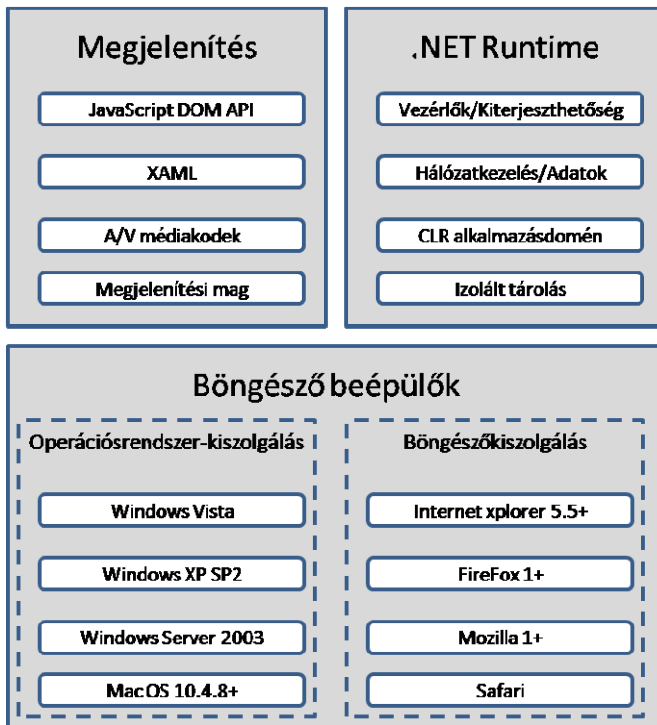 Megjelenítés
JavaScript DOM API
XAML
A/V médiakodek
Megjelenítési mag
.NET Runtime
Vezérlők/Kiterjeszthetőség
Hálózatkezelés/Adatok
CLR alkalmazásdomén
Izolált tárolás
Böngésző beépülők
Operációsrendszer-kiszolgálás
Windows Vista
Windows XP SP2
Windows Server 2003
Mac OS 10.4.8+
Böngészőkiszolgálás
Internet xplorer 5.5+
FireFox 1+
Mozilla 1+
Safari